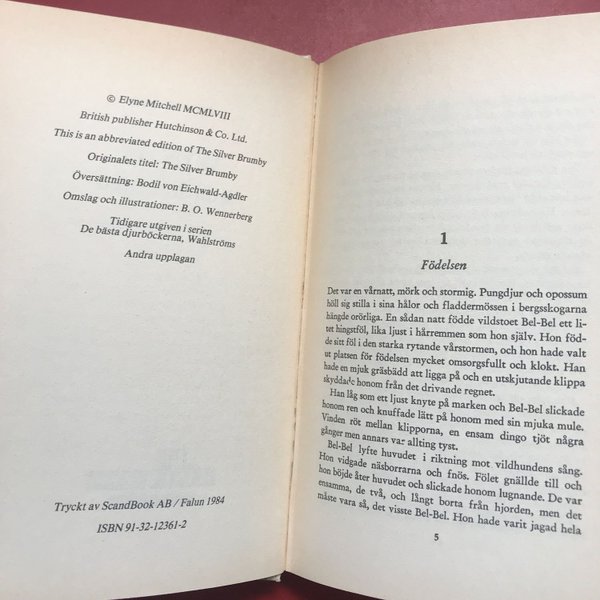 © Elyne Mitchell MCMLVIII
British publisher Hutchinson & Co. Ltd.
This is an abbreviated edition of The Silver Brumby
Originalets titel: The Silver Brumby
Översättning: Bodil von Eichwald-Agdler
Omslag och illustrationer: B. O. Wennerberg
Tidigare utgiven i serien
De bästa djurböckerna, Wahlströms
Andra upplagan
Tryckt av ScandBook AB / Falun 1984
ISBN 91-32-12361-2
1
Födelsen
Det var en vårnatt, mörk och stormig. Pungdjur och opossum
höll sig stilla i sina hålor och fladdermössen i bergsskogarna
hängde orörliga. En sådan natt födde vildstoet Bel-Bel ett li-
tet hingstföl, lika ljust i hårremmen som hon själv. Hon föd-
de sitt föl i den starka rytande vårstormen, och hon hade valt
ut platsen för födelsen mycket omsorgsfullt och klokt. Han
hade en mjuk gräsbädd att ligga på och en utskjutande klippa
skyddade honom från det drivande regnet.
Han låg som ett ljust knyte på marken och Bel-Bel slickade
honom ren och knuffade lätt på honom med sin mjuka mule.
Vinden röt mellan klipporna, en ensam dingo tjöt några
gånger men annars var allting tyst.
Bel-Bel lyfte huvudet i riktning mot vildhundens sång.
Hon vidgade näsborrarna och fnös. Fölet gnällde till och
hon böjde åter huvudet och slickade honom lugnande. De var
ensamma, de två, och långt borta från hjorden, men det
måste vara så, det visste Bel-Bel. Hon hade varit jagad hela
5